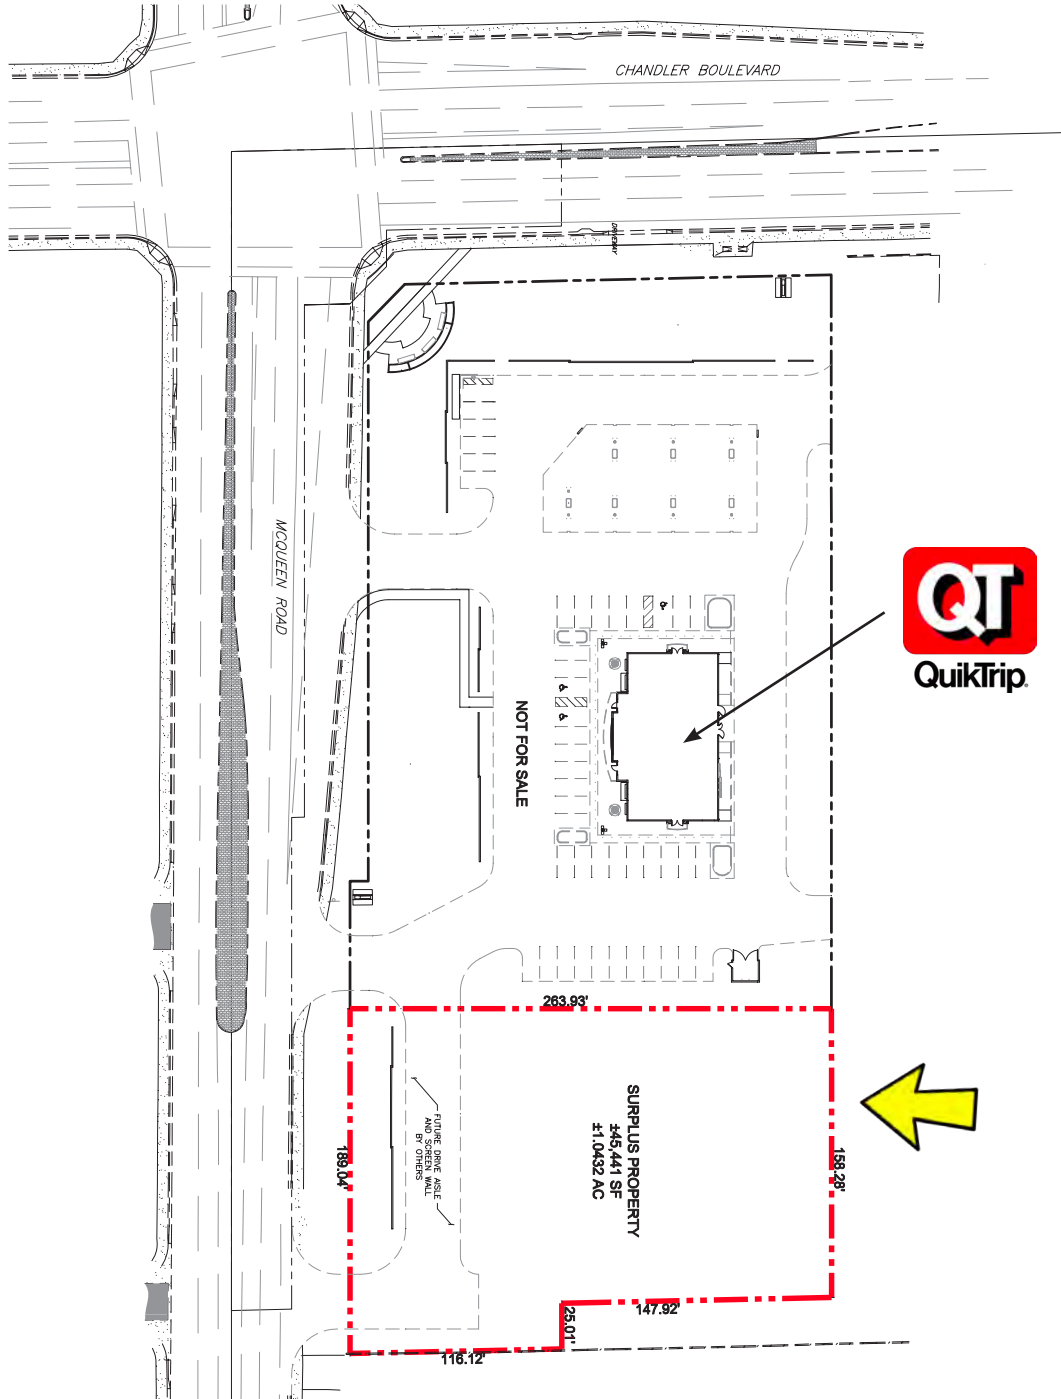 CHANDLER BOULEVARD
DRIVEWAY
MCQUEEN ROAD
QT
QuikTrip.
NOT FOR SALE
263.93'
SURPLUS PROPERTY
±45,441 SF
±1.0432 AC
FUTURE DRIVE AISLE
AND SCREEN WALL
BY OTHERS
189.04'
158.28'
147.92'
25.01'
116.12'